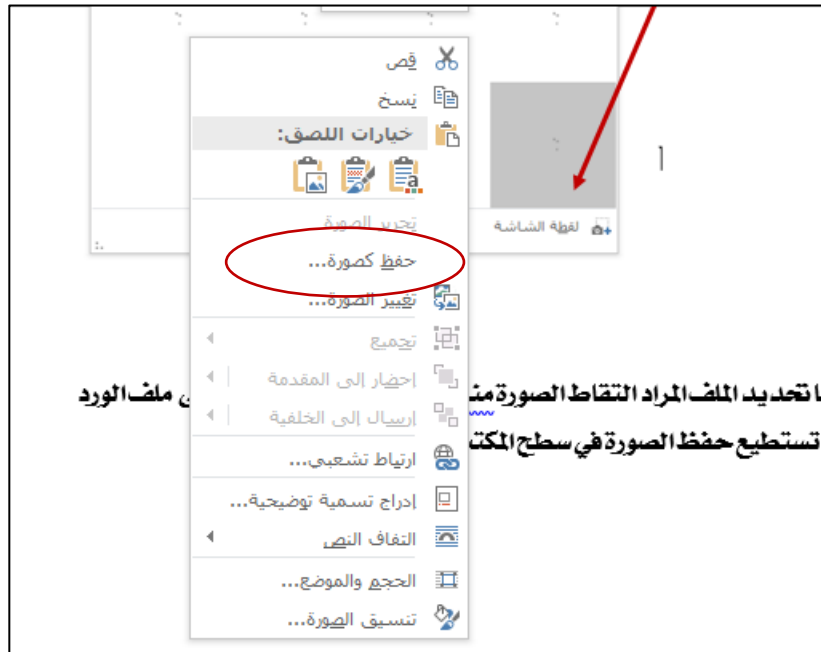 قص
نسخ
خيارات اللصق:
تحرير الصورة
لقطة الشاشة
حفظ كصورة...
تغيير الصورة...
تجميع
إحضار إلى المقدمة
ا تحديد الملف المراد التقاط الصورة من
ملف الورد
إرسال إلى الخلفية
تستطيع حفظ الصورة في سطح المكت
ارتباط تشعبي...
إدراج تسمية توضيحية...
التفاف النص
الحجم والموضع...
تنسيق الصورة...